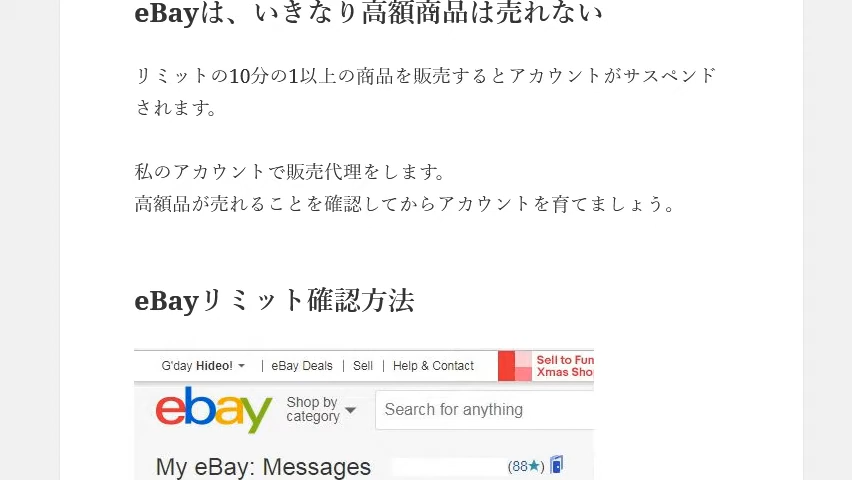 eBayは、いきなり高額商品は売れない
リミットの10分の1以上の商品を販売するとアカウントがサスペンド
されます。
私のアカウントで販売代理をします。
高額品が売れることを確認してからアカウントを育てましょう。
eBayリミット確認方法
G'day Hideo! | eBay Deals | Sell | Help & Contact
Sell to Fun
Xmas Shop
ebay
Shop by
category
Search for anything
My eBay: Messages
(88★)